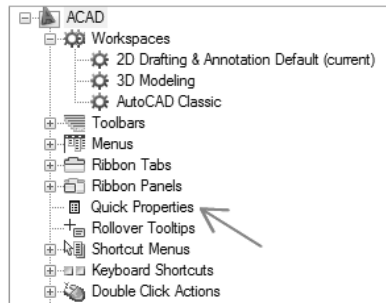 ACAD
Workspaces
2D Drafting & Annotation Default (current)
3D Modeling
AutoCAD Classic
Toolbars
Menus
Ribbon Tabs
Ribbon Panels
Quick Properties
Rollover Tooltips
Shortcut Menus
Keyboard Shortcuts
Double Click Actions